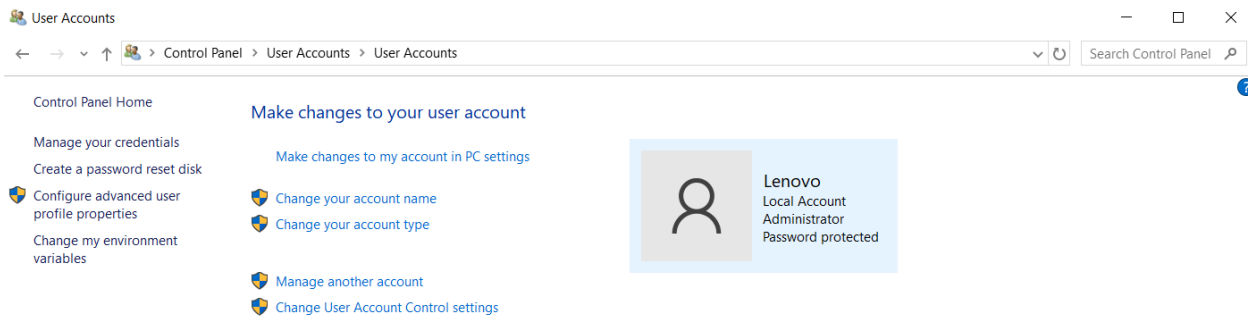 User Accounts
Control Panel > User Accounts > User Accounts
Search Control Panel
?
Control Panel Home
Manage your credentials
Create a password reset disk
Configure advanced user
profile properties
Change my environment
variables
Make changes to your user account
Make changes to my account in PC settings
Change your account name
Change your account type
Manage another account
Change User Account Control settings
Lenovo
Local Account
Administrator
Password protected